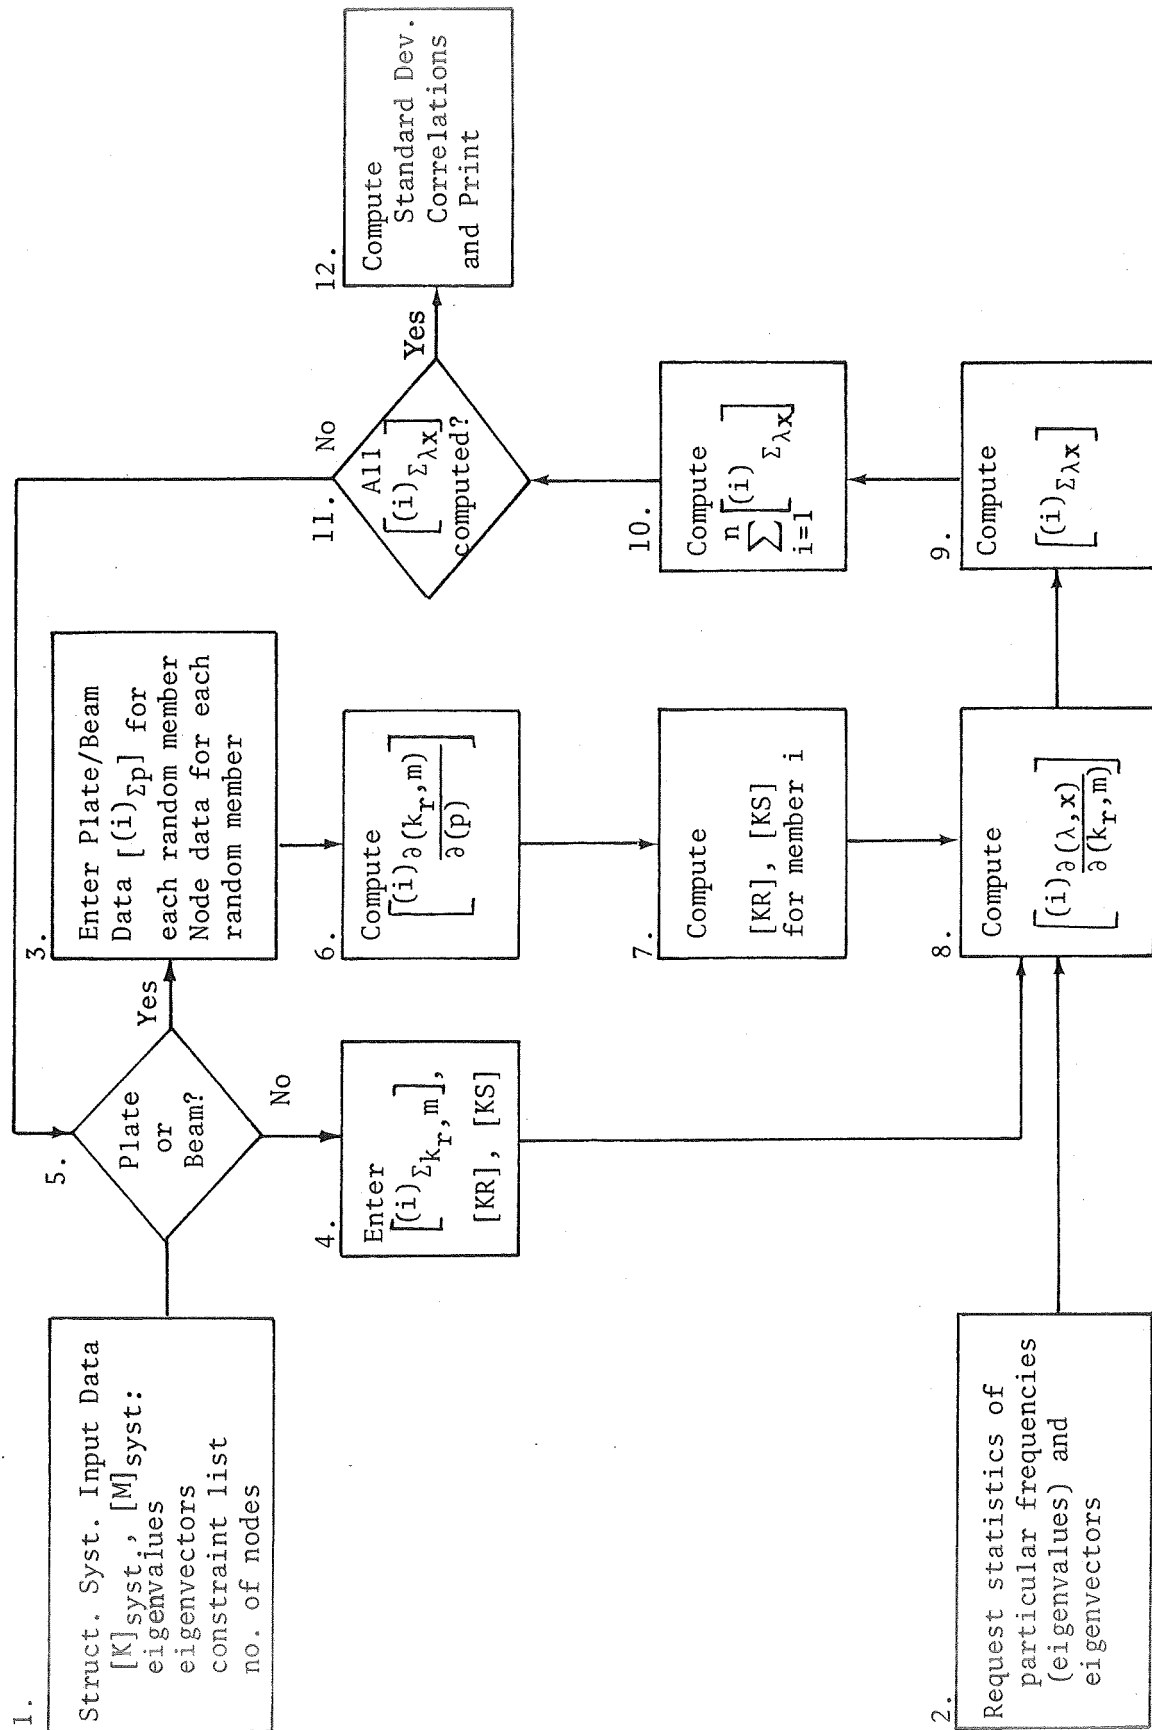 1.
Struct. Syst. Input Data
[K]syst., [M]syst:
eigenvalues
eigenvectors
constraint list
no. of nodes
2.
Request statistics of
particular frequencies
(eigenvalues) and
eigenvectors
5.
Plate
or
Beam?
Yes
No
3.
Enter Plate/Beam
Data [(i)Σp] for
each random member
Node data for each
random member
4.
Enter
[(i)Σkr,m],
[KR], [KS]
6.
Compute
[(i)∂(kr,m)/∂(p)]
7.
Compute
[KR], [KS]
for member i
8.
Compute
[(i)∂(λ,x)/∂(kr,m)]
9.
Compute
[(i)Σλx]
10.
Compute
n
∑ [(i)Σλx]
i=1
11.
All
[(i)Σλx]
computed?
No
Yes
12.
Compute
Standard Dev.
Correlations
and Print